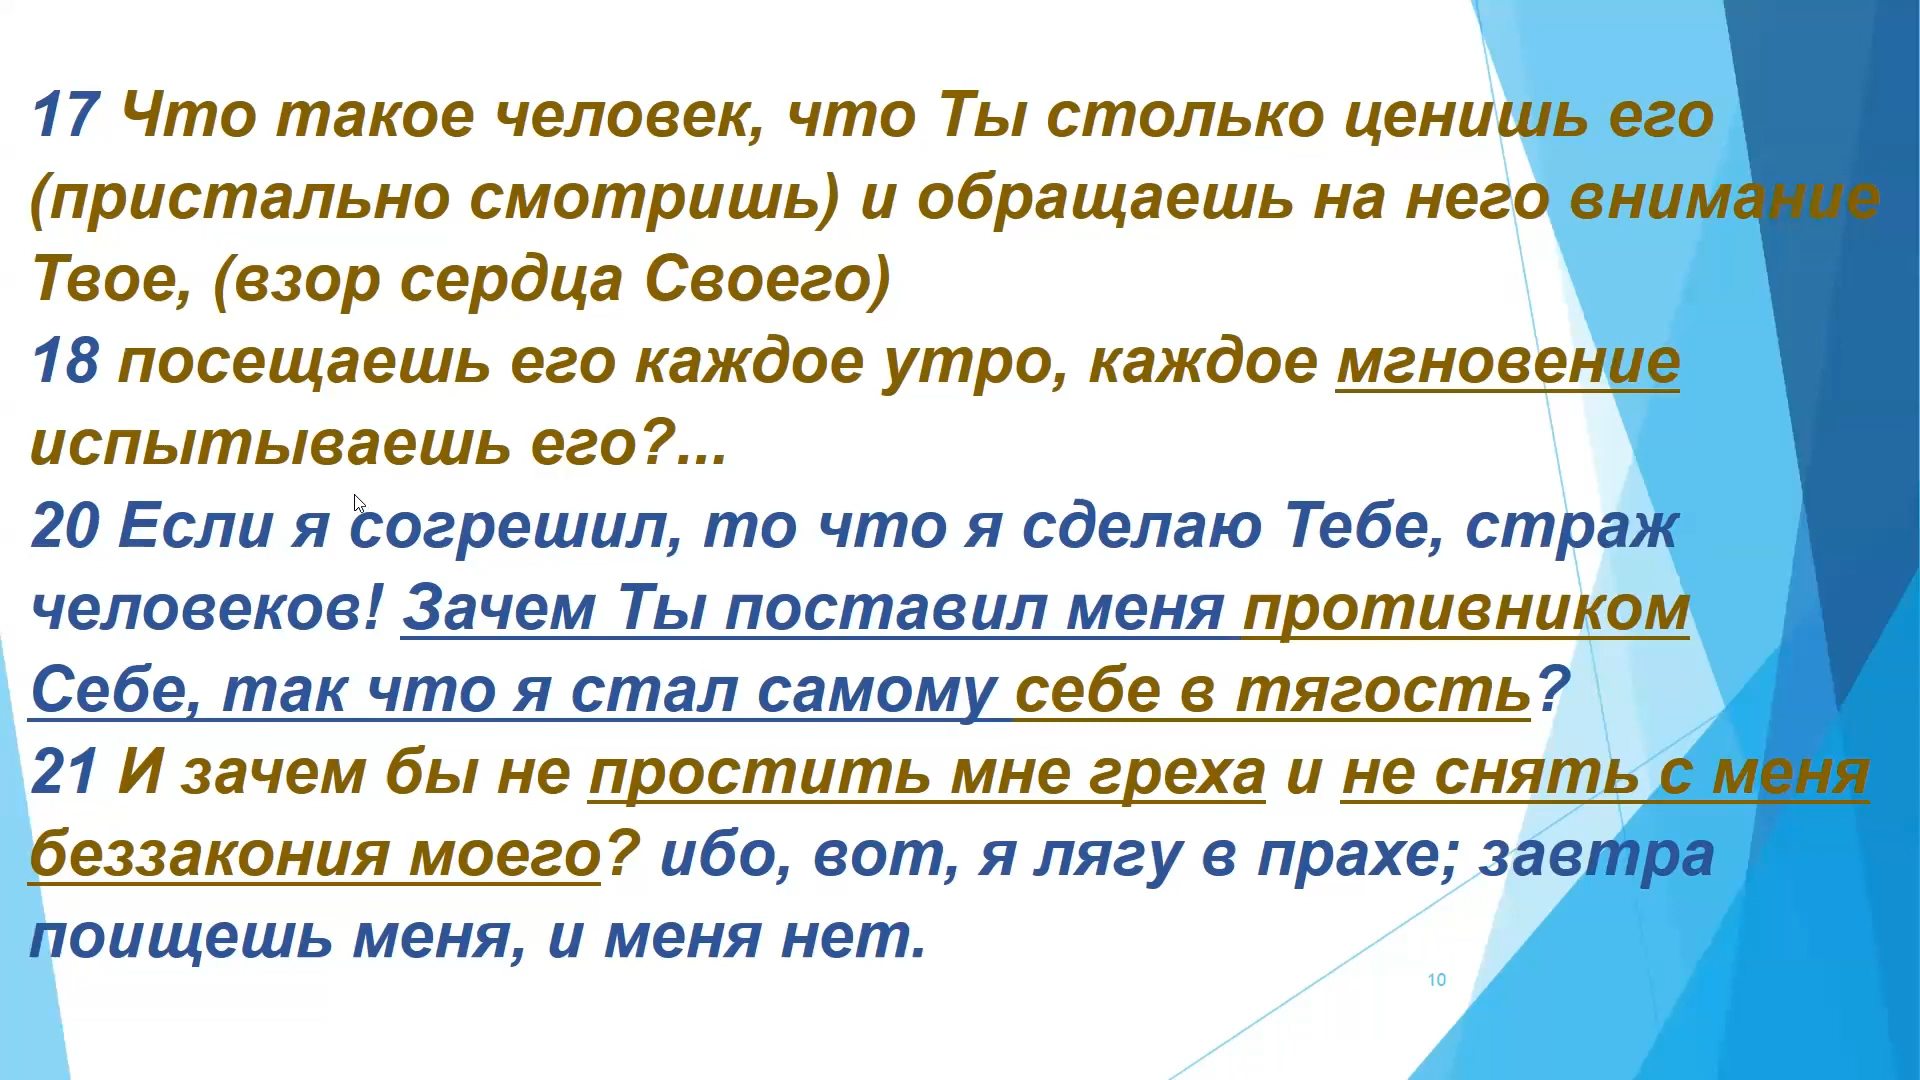 17 Что такое человек, что Ты столько ценишь его
(пристально смотришь) и обращаешь на него внимание
Твое, (взор сердца Своего)
18 посещаешь его каждое утро, каждое мгновение
испытываешь его?...
20 Если я согрешил, то что я сделаю Тебе, страж
человеков! Зачем Ты поставил меня противником
Себе, так что я стал самому себе в тягость?
21 И зачем бы не простить мне греха и не снять с меня
беззакония моего? ибо, вот, я лягу в прахе; завтра
поищешь меня, и меня нет.
10